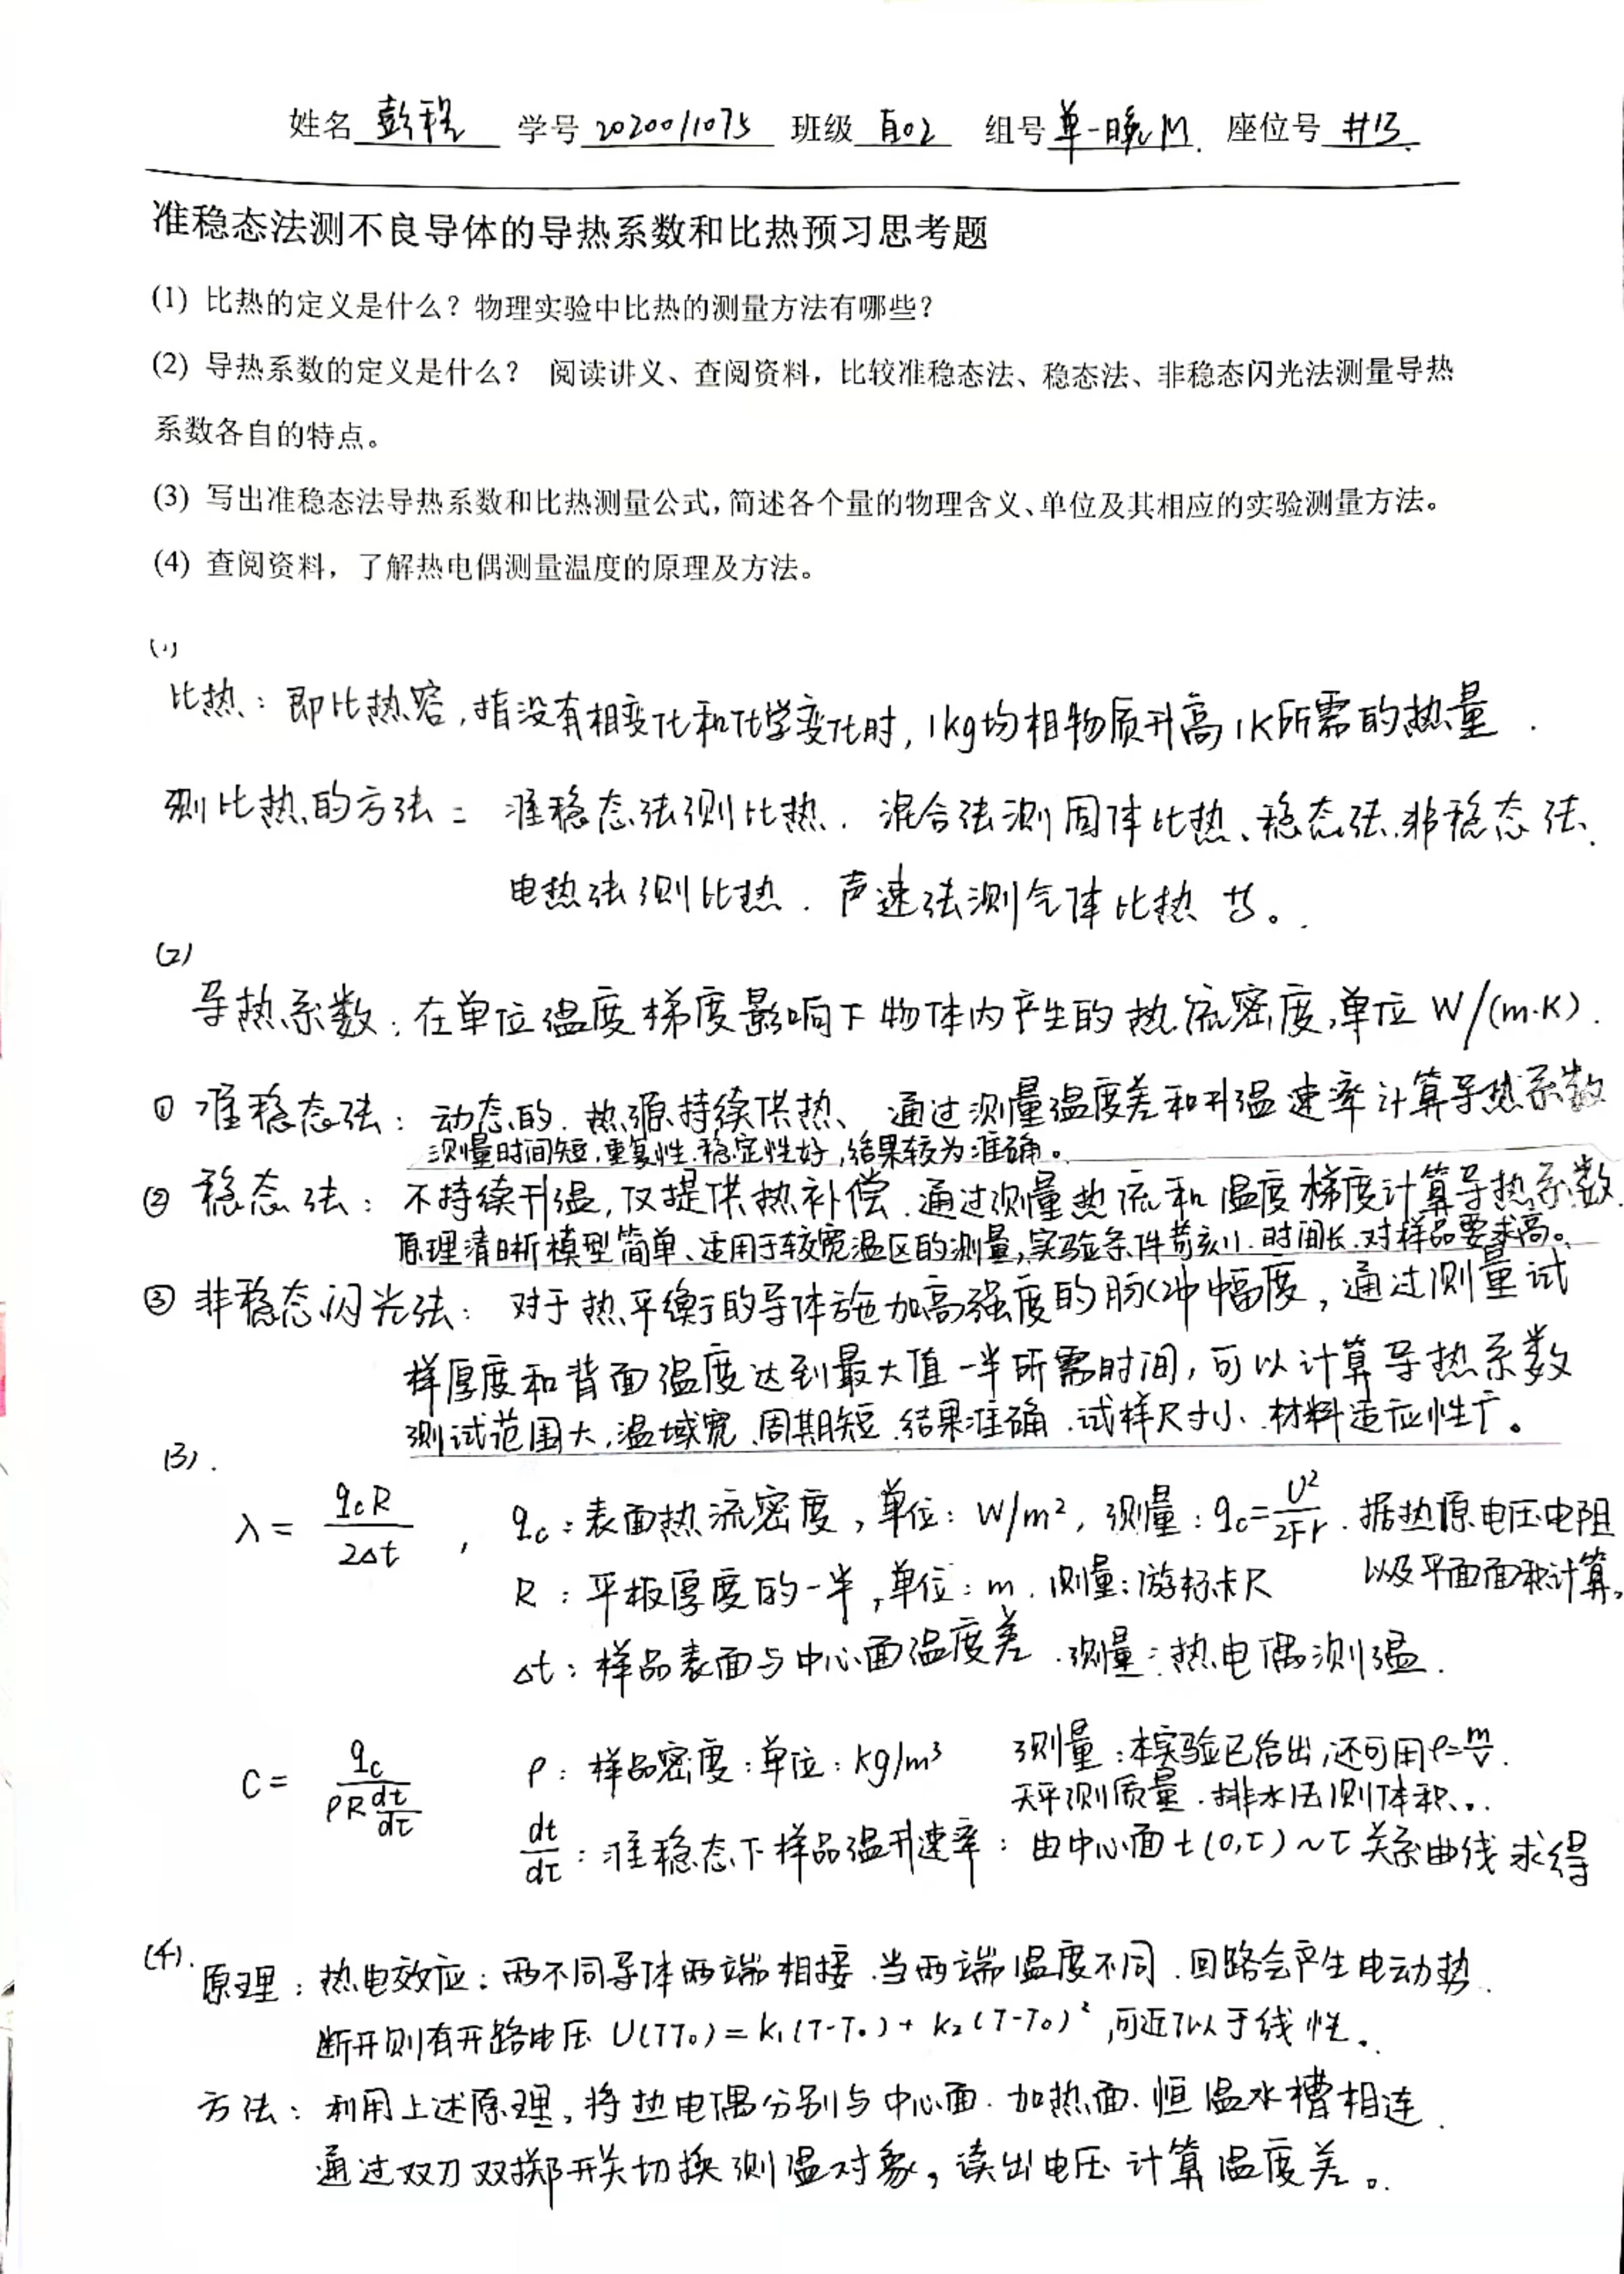 姓名 彭程 学号 2020011075 班级 自02 组号 单一晚M. 座位号 #13.
准稳态法测不良导体的导热系数和比热预习思考题
(1) 比热的定义是什么？物理实验中比热的测量方法有哪些？
(2) 导热系数的定义是什么？ 阅读讲义、查阅资料，比较准稳态法、稳态法、非稳态闪光法测量导热
系数各自的特点。
(3) 写出准稳态法导热系数和比热测量公式，简述各个量的物理含义、单位及其相应的实验测量方法。
(4) 查阅资料，了解热电偶测量温度的原理及方法。
(1)
比热：即比热容，指没有相变化和化学变化时，1kg均相物质升高1K所需的热量.
测比热的方法： 准稳态法测比热. 混合法测固体比热、稳态法、非稳态法、
电热法测比热. 声速法测气体比热 等。
(2)
导热系数：在单位温度梯度影响下物体内产生的热流密度，单位 W/(m·K).
① 准稳态法：动态的. 热源持续供热、通过测量温度差和升温速率计算导热系数
测量时间短，重复性、稳定性好，结果较为准确。
② 稳态法：不持续升温，仅提供热补偿. 通过测量热流和温度梯度计算导热系数.
原理清晰模型简单、适用于较宽温区的测量，实验条件苛刻、时间长、对样品要求高。
③ 非稳态闪光法：对于热平衡下的导体施加高强度的脉冲幅度，通过测量试
样厚度和背面温度达到最大值一半所需时间，可以计算导热系数
测试范围大，温域宽、周期短、结果准确、试样尺寸小、材料适应性广。
(3).
λ = qcR / 2Δt ， qc：表面热流密度，单位：W/m²，测量：qc = U² / 2Fr . 据热源电压电阻
以及平面面积计算。
R：平板厚度的一半，单位：m. 测量：游标卡尺
Δt：样品表面与中心面温度差. 测量：热电偶测温.
C = qc / ρR dt/dτ ρ：样品密度：单位：kg/m³ 测量：本实验已给出，还可用ρ=m/V.
天平测质量. 排水法测体积...
dt/dτ：准稳态下样品温升速率：由中心面t(0,τ)~τ关系曲线求得
(4). 原理：热电效应：两不同导体两端相接.当两端温度不同.回路会产生电动势.
断开则有开路电压 U(TT₀) = k₁(T-T₀) + k₂(T-T₀)²，可近似于线性。
方法：利用上述原理，将热电偶分别与中心面. 加热面. 恒温水槽相连.
通过双刀双掷开关切换测温对象，读出电压计算温度差。